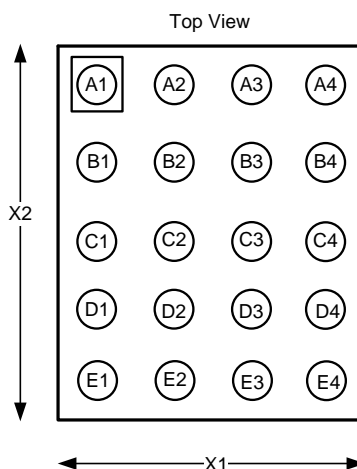 Top View
A1 A2 A3 A4
B1 B2 B3 B4
X2
C1 C2 C3 C4
D1 D2 D3 D4
E1 E2 E3 E4
X1